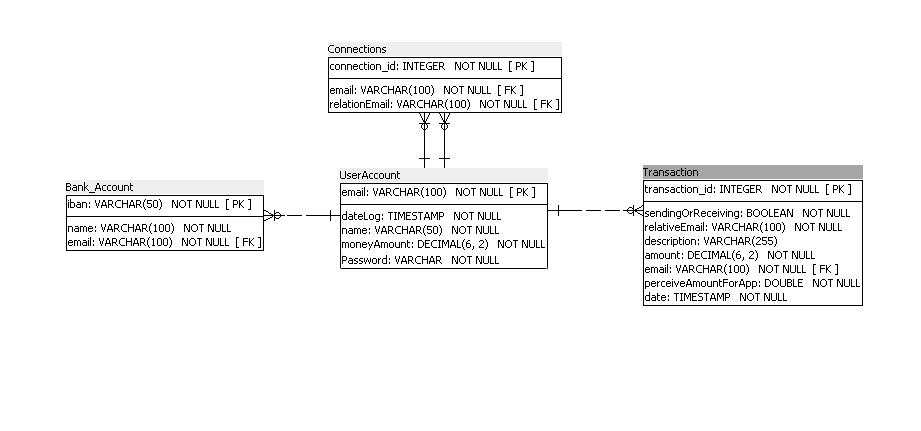 Connections
connection_id: INTEGER NOT NULL [ PK ]
email: VARCHAR(100) NOT NULL [ FK ]
relationEmail: VARCHAR(100) NOT NULL [ FK ]
Bank_Account
iban: VARCHAR(50) NOT NULL [ PK ]
name: VARCHAR(100) NOT NULL
email: VARCHAR(100) NOT NULL [ FK ]
UserAccount
email: VARCHAR(100) NOT NULL [ PK ]
dateLog: TIMESTAMP NOT NULL
name: VARCHAR(50) NOT NULL
moneyAmount: DECIMAL(6, 2) NOT NULL
Password: VARCHAR NOT NULL
Transaction
transaction_id: INTEGER NOT NULL [ PK ]
sendingOrReceiving: BOOLEAN NOT NULL
relativeEmail: VARCHAR(100) NOT NULL
description: VARCHAR(255)
amount: DECIMAL(6, 2) NOT NULL
email: VARCHAR(100) NOT NULL [ FK ]
perceiveAmountForApp: DOUBLE NOT NULL
date: TIMESTAMP NOT NULL